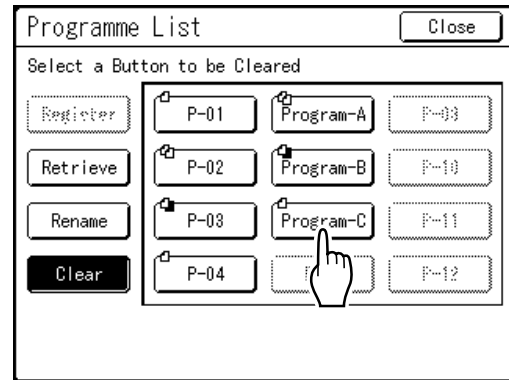 Programme List
Close
Select a Button to be Cleared
Register
P-01
Program-A
P-09
Retrieve
P-02
Program-B
P-10
Rename
P-03
Program-C
P-11
Clear
P-04
P-12